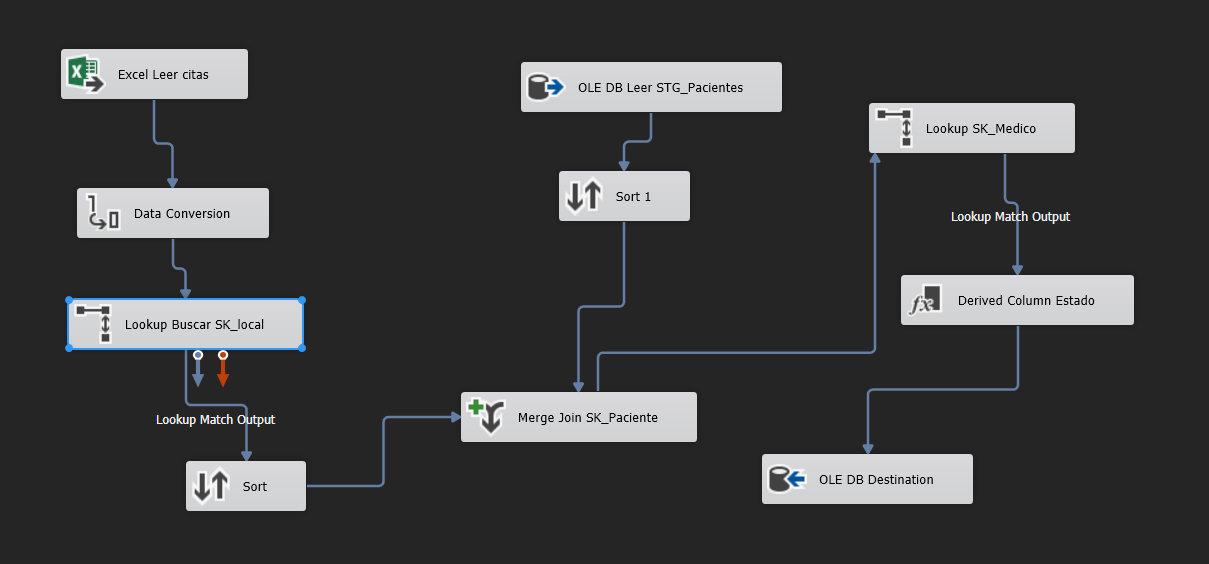 Excel Leer citas
OLE DB Leer STG_Pacientes
Lookup SK_Medico
Sort 1
Data Conversion
Lookup Match Output
Derived Column Estado
Lookup Buscar SK_local
Lookup Match Output
Merge Join SK_Paciente
Sort
OLE DB Destination